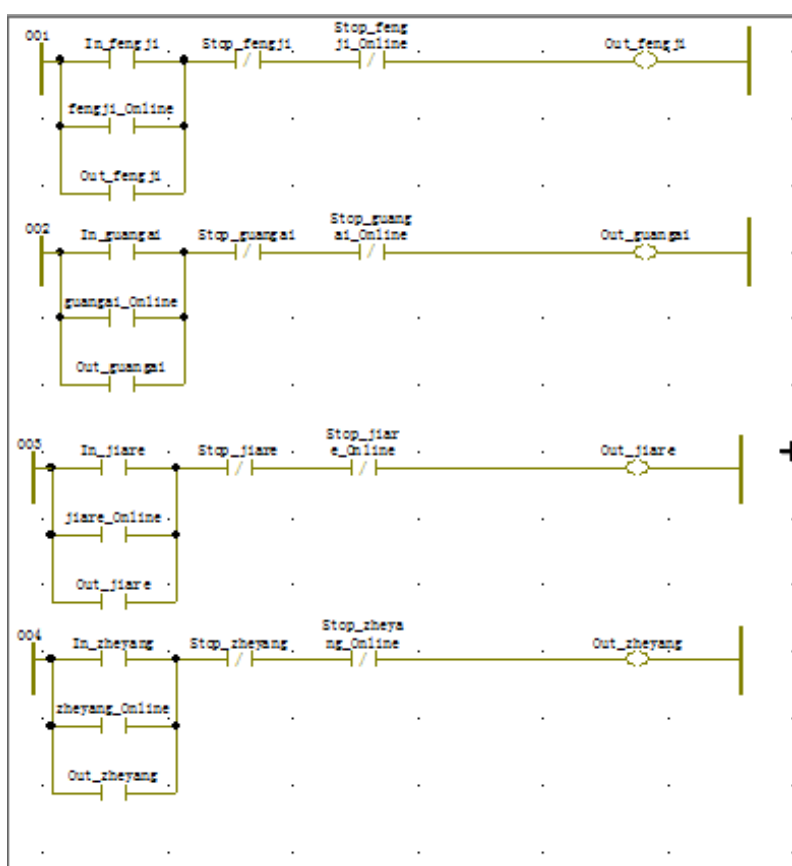 001
In_fengji
Stop_fengji
Stop_feng
ji_Online
Out_fengji
fengji_Online
Out_fengji
002
In_guangai
Stop_guangai
Stop_guang
ai_Online
Out_guangai
guangai_Online
Out_guangai
003
In_jiare
Stop_jiare
Stop_jiar
e_Online
Out_jiare
jiare_Online
Out_jiare
004
In_zheyang
Stop_zheyang
Stop_zheya
ng_Online
Out_zheyang
zheyang_Online
Out_zheyang